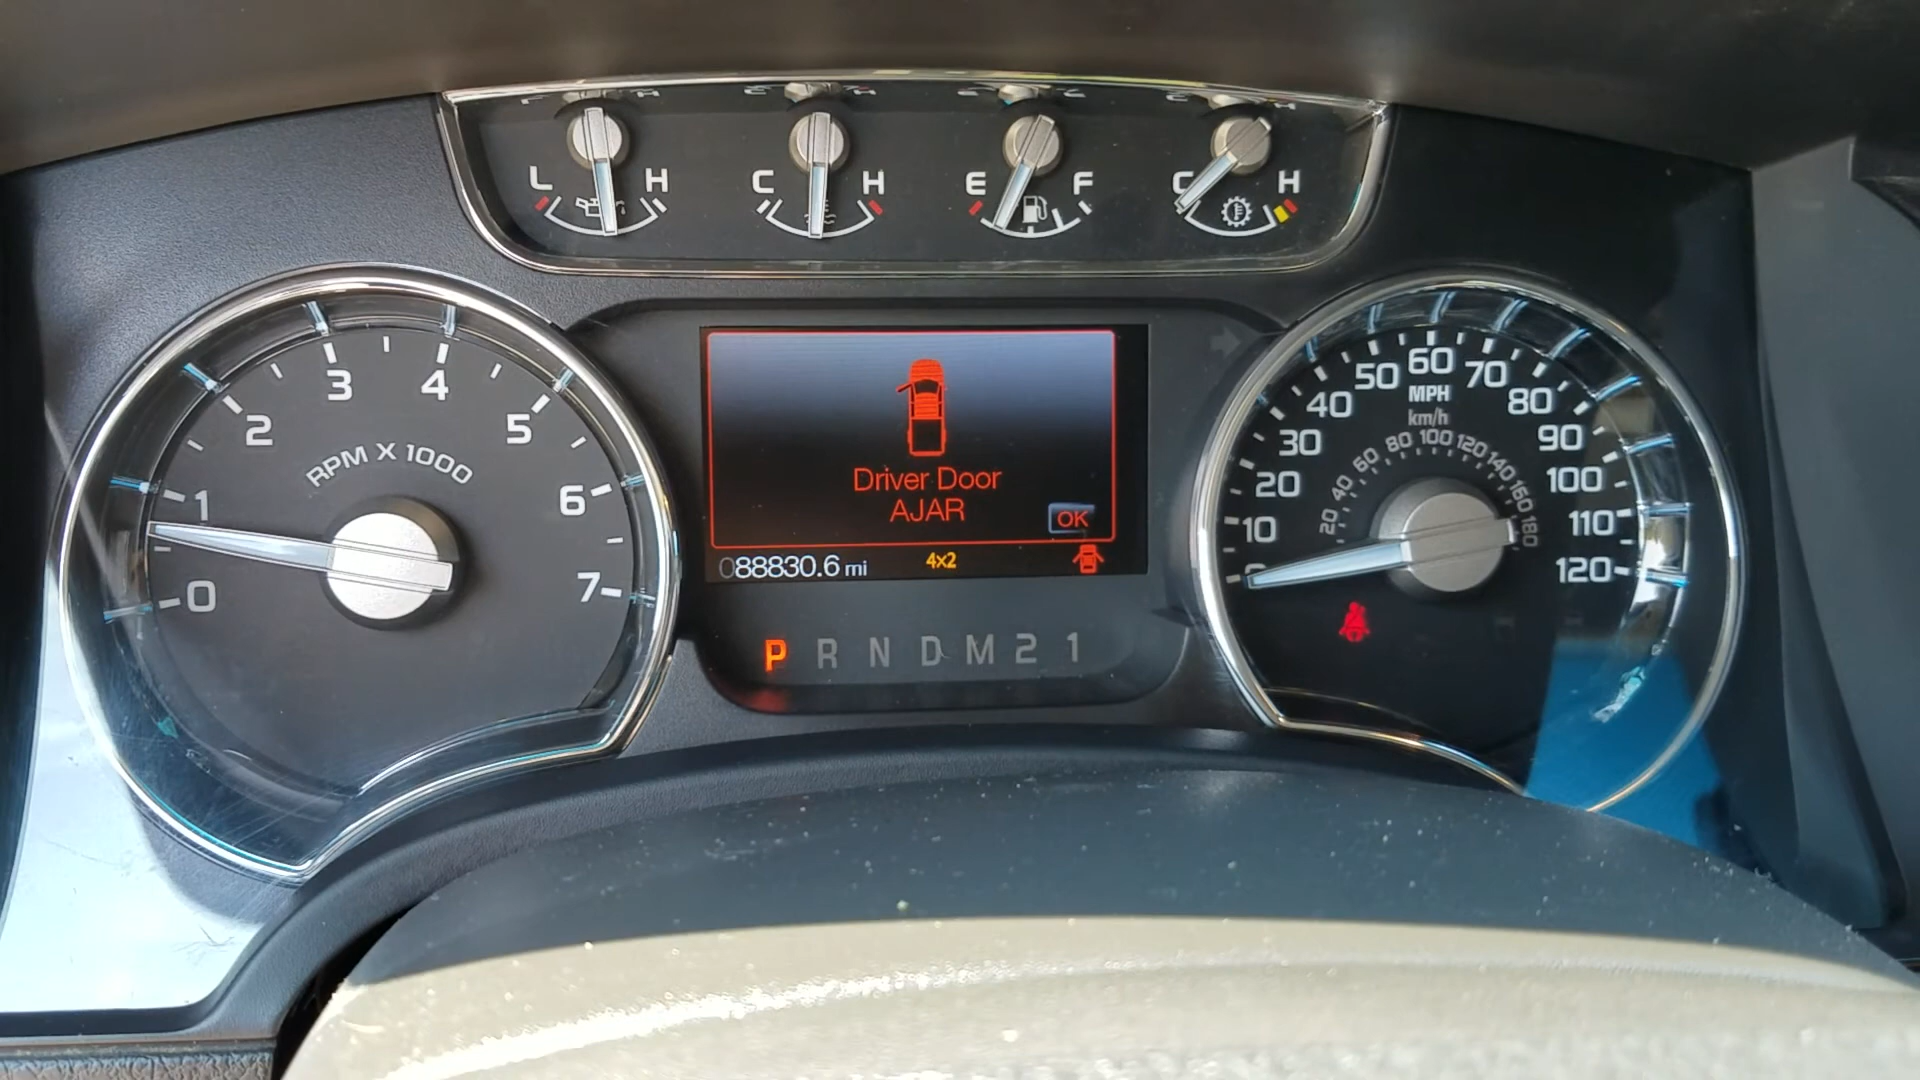 L H C H E F C H
0 1 2 3 4 5 6 7
RPM X 1000
Driver Door
AJAR
OK
088830.6 mi 4x2
P R N D M 2 1
10 20 30 40 50 60 70 80 90 100 110 120
MPH
km/h
20 40 60 80 100 120 140 160 180